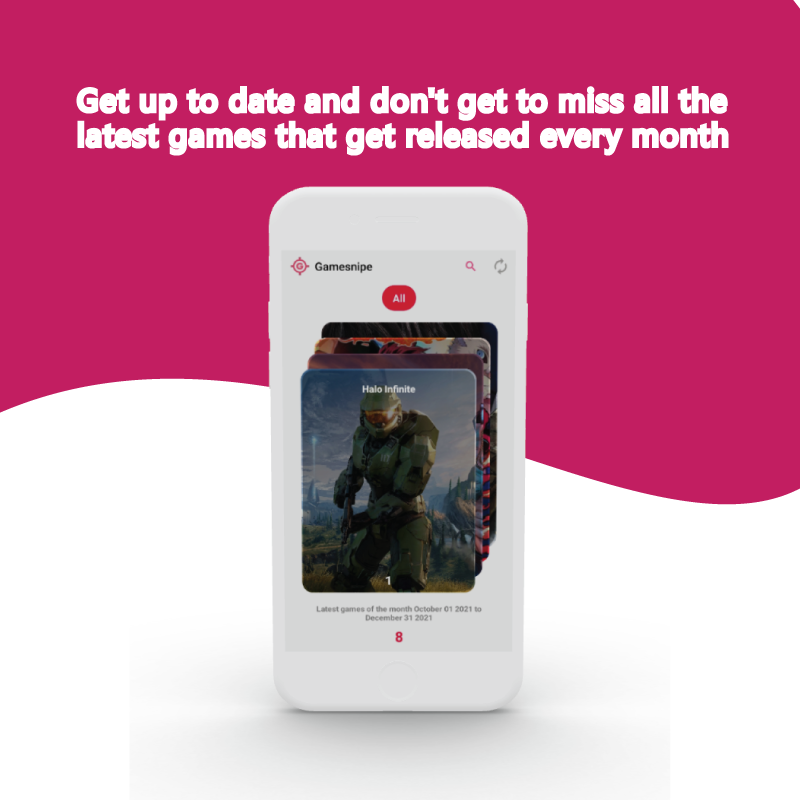 Get up to date and don't get to miss all the
latest games that get released every month
Gamesnipe
All
Halo Infinite
1
Latest games of the month October 01 2021 to
December 31 2021
8